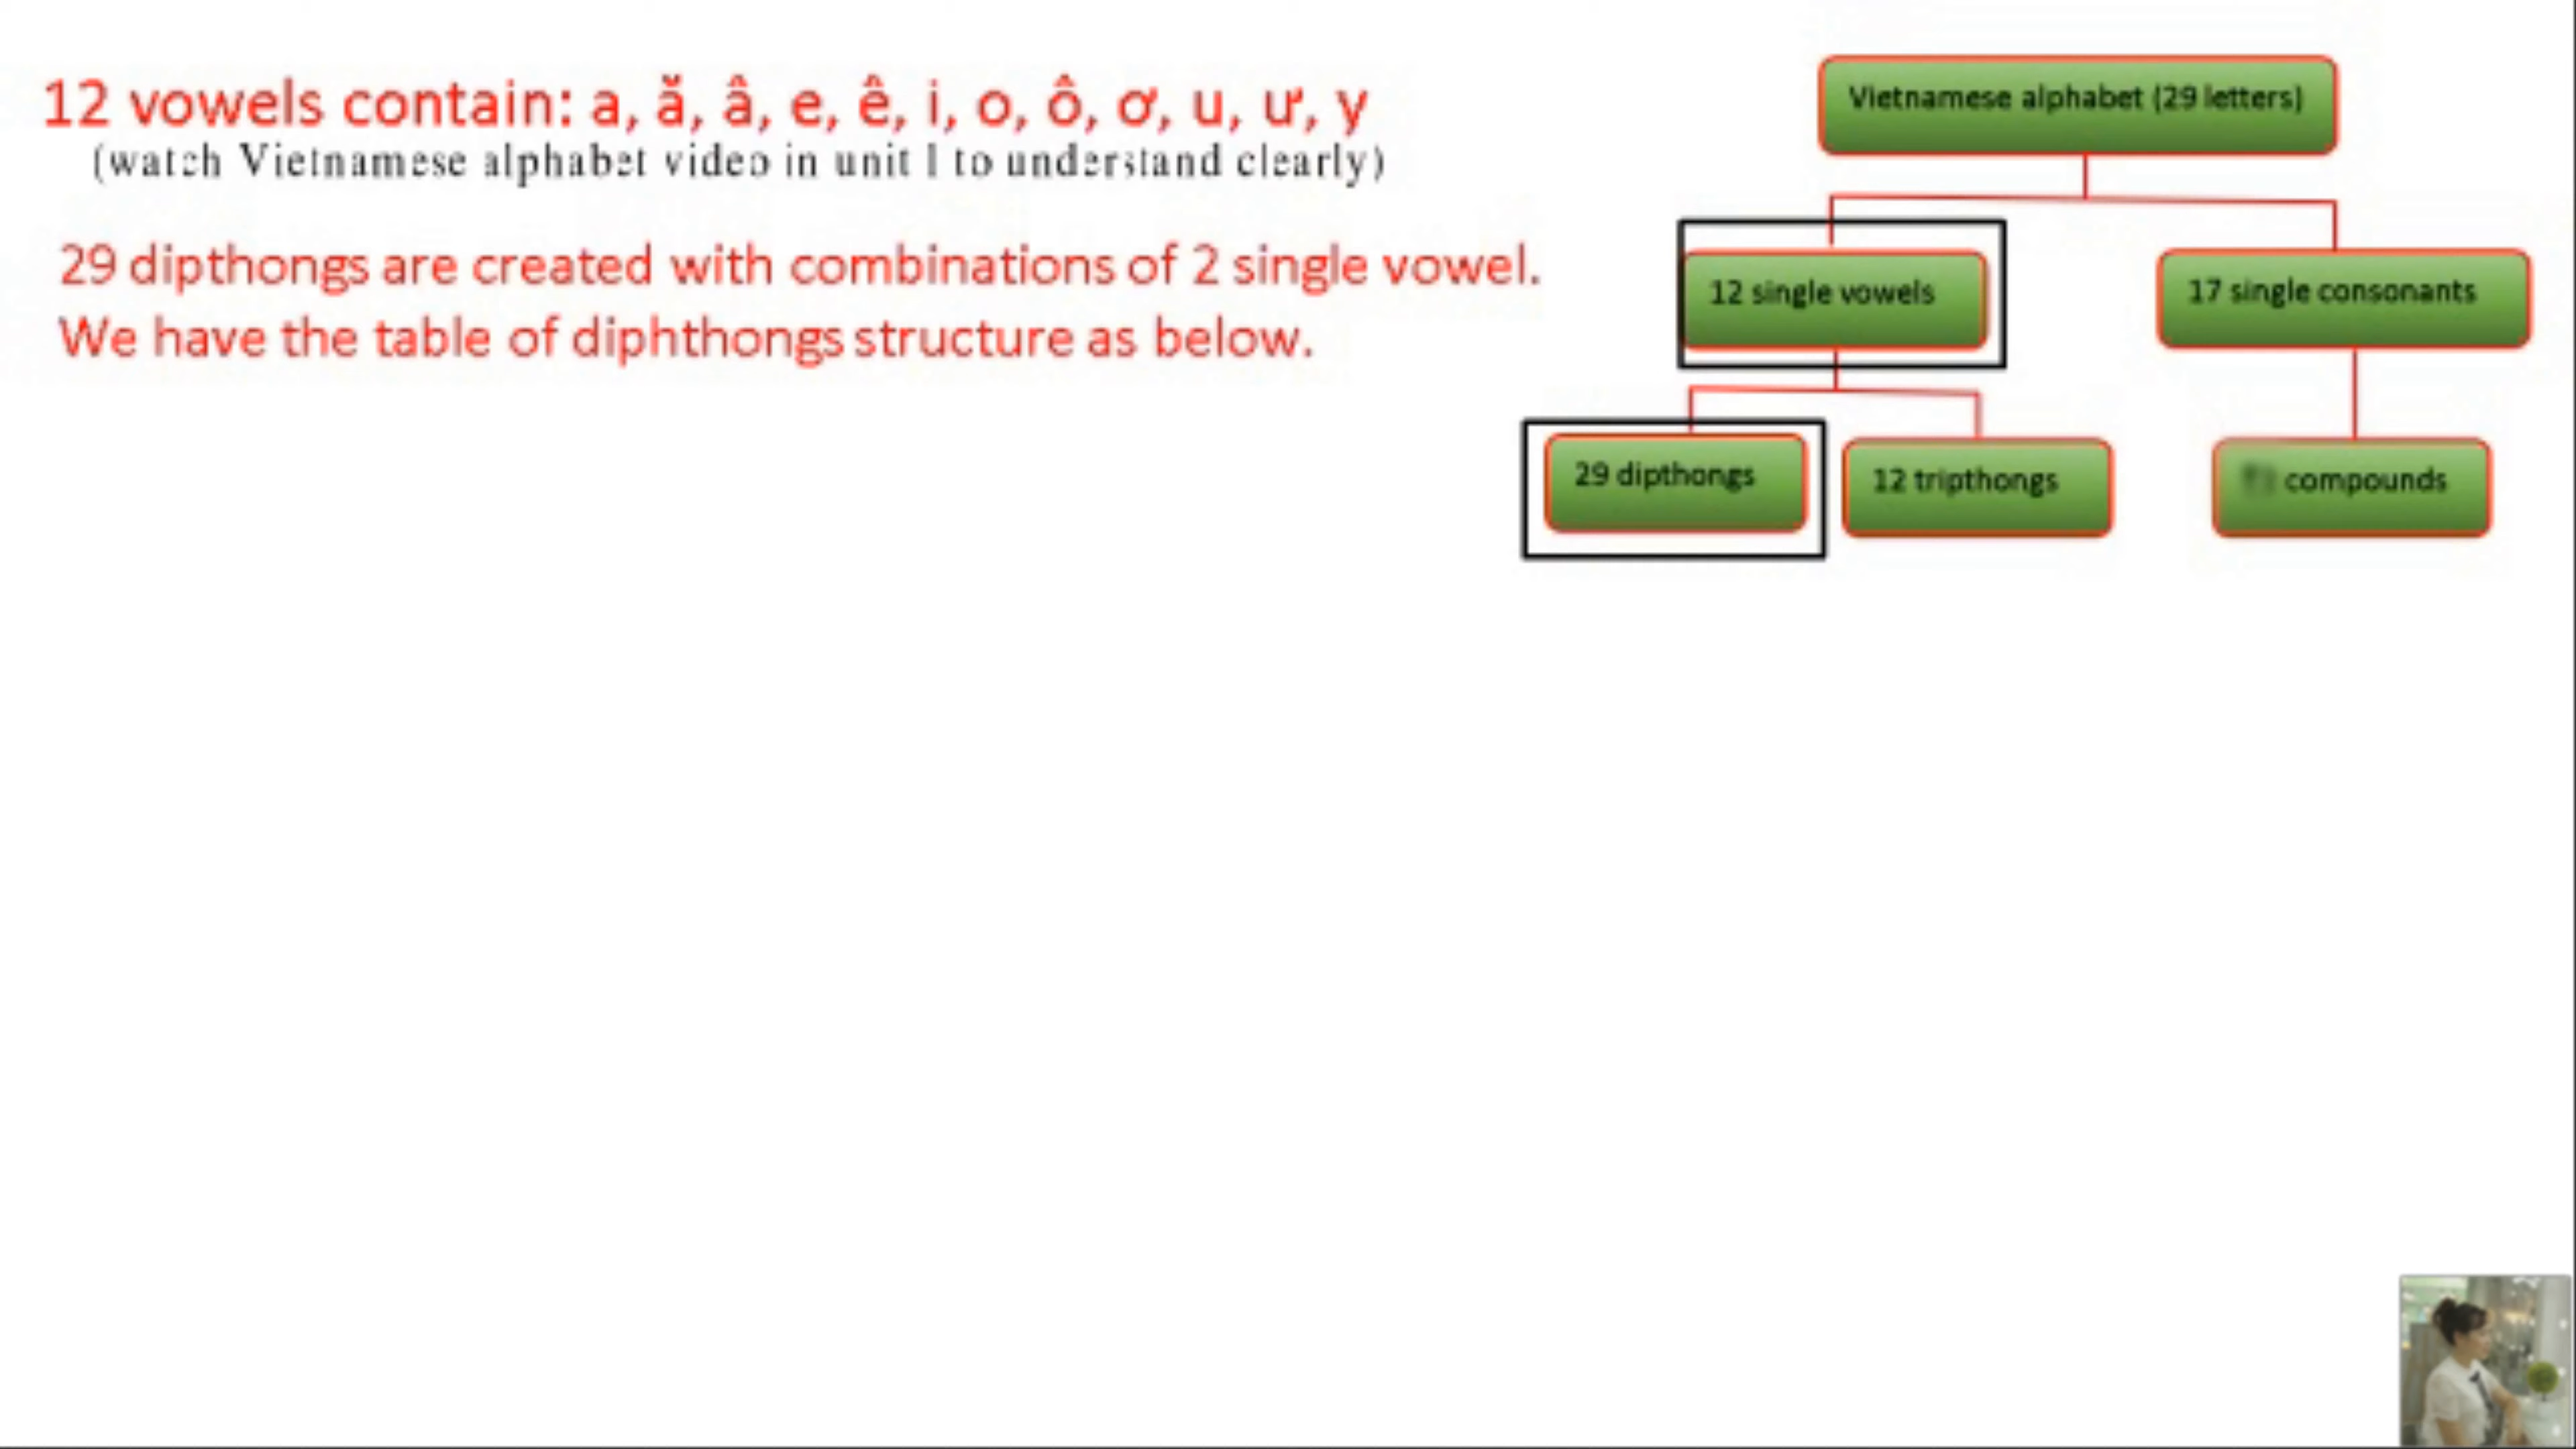 12 vowels contain: a, ă, â, e, ê, i, o, ô, ơ, u, ư, y
(watch Vietnamese alphabet video in unit 1 to understand clearly)
29 dipthongs are created with combinations of 2 single vowel.
We have the table of diphthongs structure as below.
Vietnamese alphabet (29 letters)
12 single vowels
17 single consonants
29 dipthongs
12 tripthongs
compounds